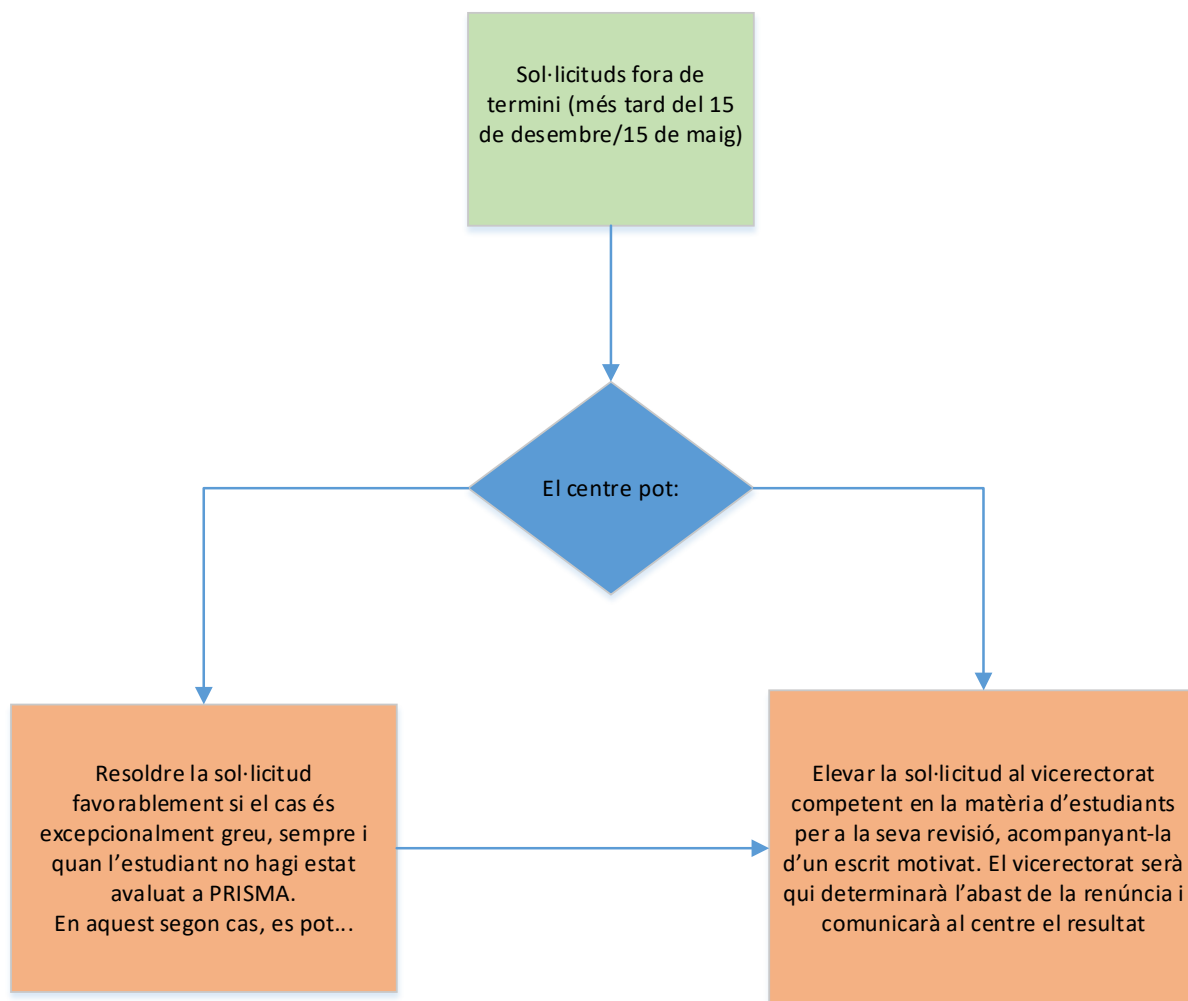 Sol·licituds fora de
termini (més tard del 15
de desembre/15 de maig)
El centre pot:
Resoldre la sol·licitud
favorablement si el cas és
excepcionalment greu, sempre i
quan l’estudiant no hagi estat
avaluat a PRISMA.
En aquest segon cas, es pot...
Elevar la sol·licitud al vicerectorat
competent en la matèria d’estudiants
per a la seva revisió, acompanyant-la
d’un escrit motivat. El vicerectorat serà
qui determinarà l’abast de la renúncia i
comunicarà al centre el resultat